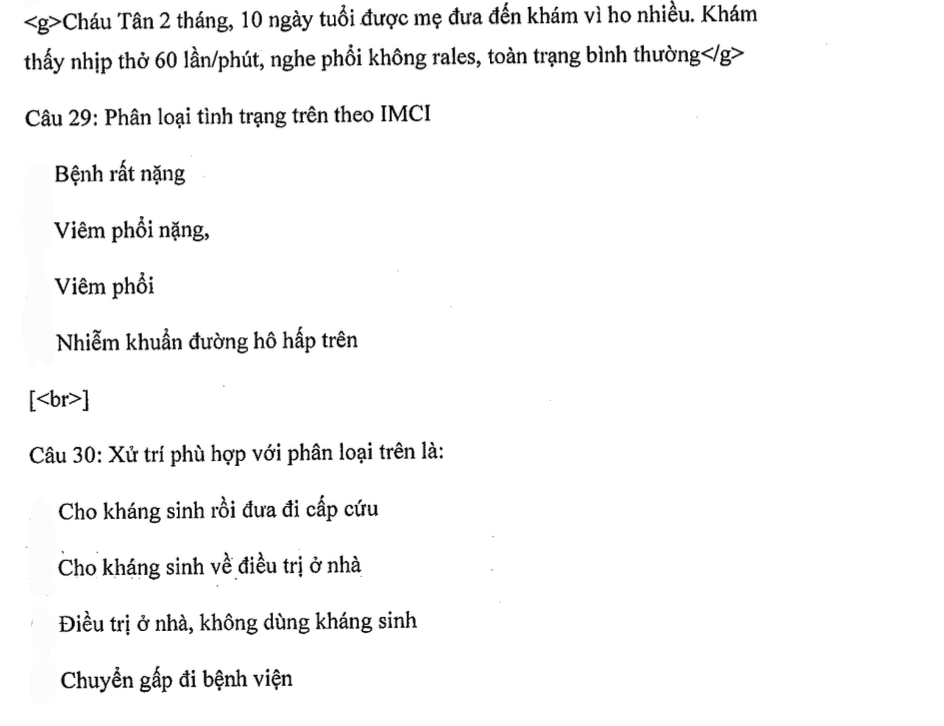 <g>Cháu Tân 2 tháng, 10 ngày tuổi được mẹ đưa đến khám vì ho nhiều. Khám
thấy nhịp thở 60 lần/phút, nghe phổi không rales, toàn trạng bình thường</g>
Câu 29: Phân loại tình trạng trên theo IMCI
Bệnh rất nặng
Viêm phổi nặng,
Viêm phổi
Nhiễm khuẩn đường hô hấp trên
[<br>]
Câu 30: Xử trí phù hợp với phân loại trên là:
Cho kháng sinh rồi đưa đi cấp cứu
Cho kháng sinh về điều trị ở nhà
Điều trị ở nhà, không dùng kháng sinh
Chuyển gấp đi bệnh viện